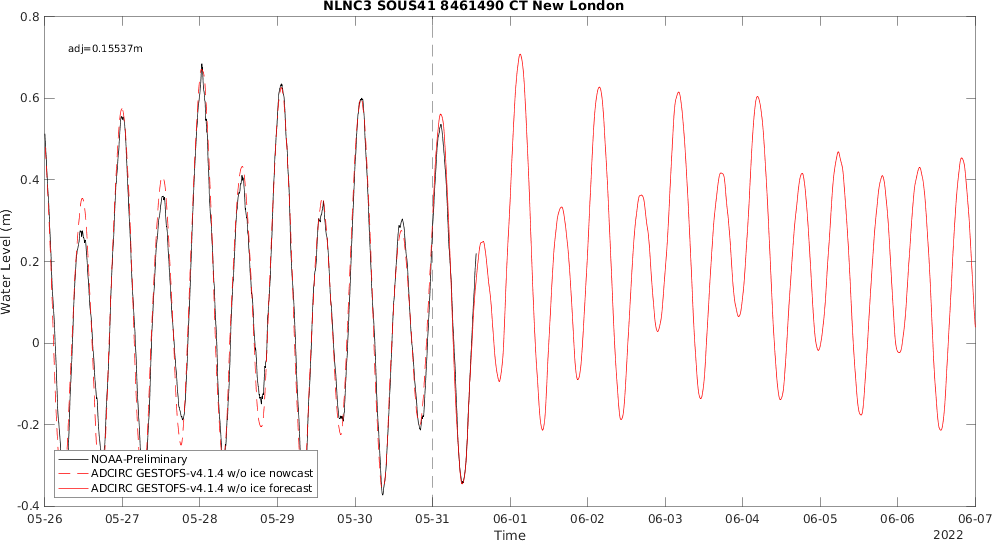 NLNC3 SOUS41 8461490 CT New London
adj=0.15537m
Water Level (m)
0.8
0.6
0.4
0.2
0
-0.2
-0.4
NOAA-Preliminary
ADCIRC GESTOFS-v4.1.4 w/o ice nowcast
ADCIRC GESTOFS-v4.1.4 w/o ice forecast
05-26 05-27 05-28 05-29 05-30 05-31 06-01 06-02 06-03 06-04 06-05 06-06 06-07
Time
2022